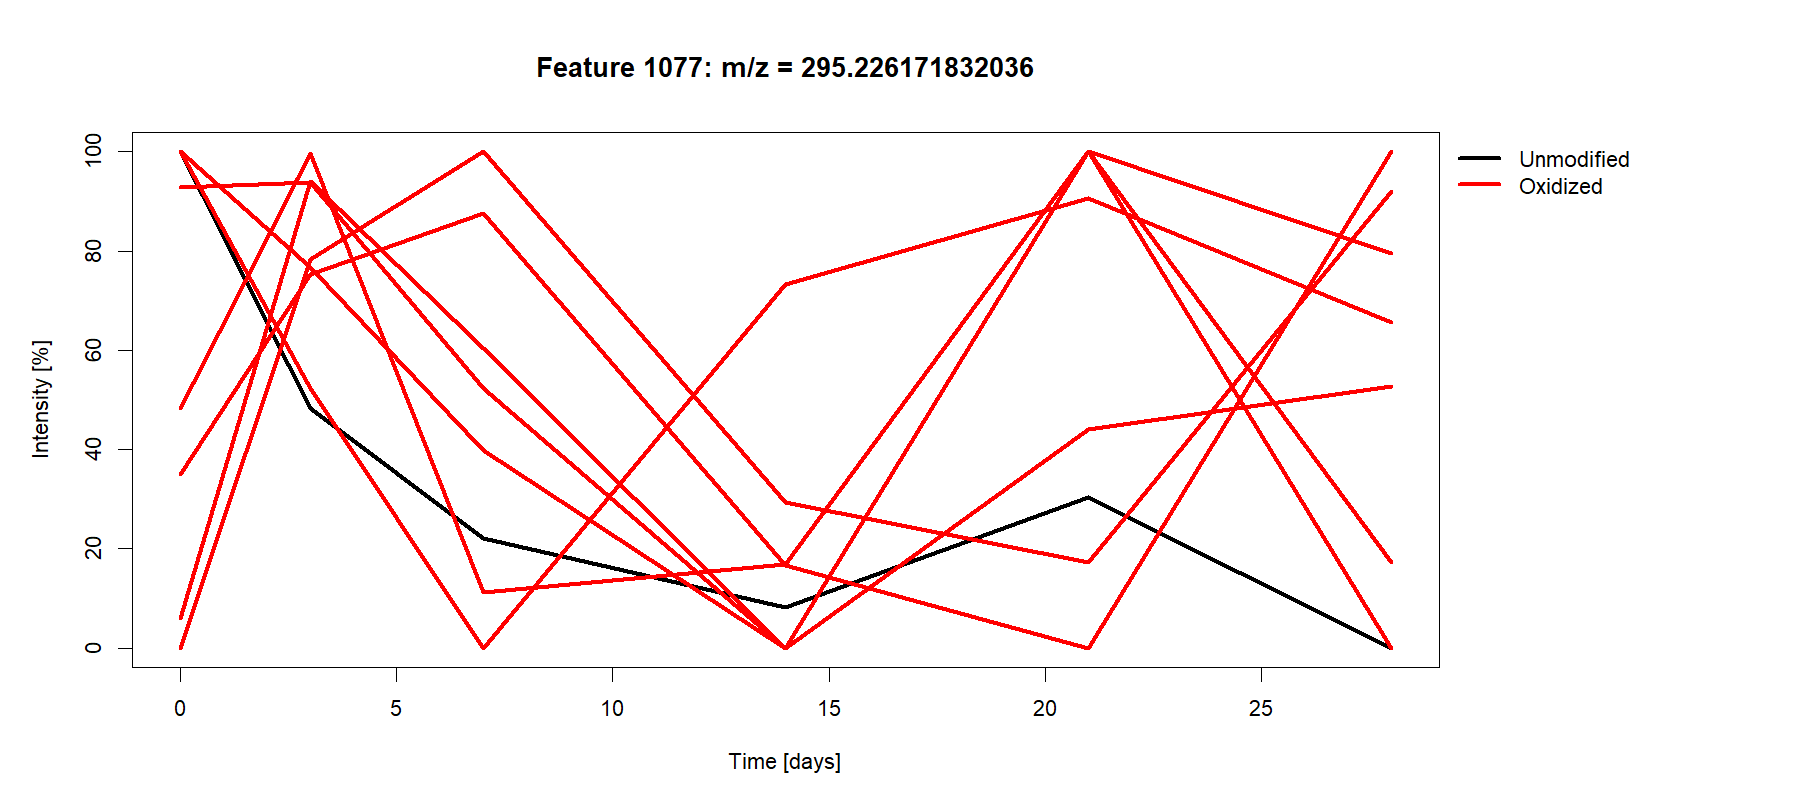 Feature 1077: m/z = 295.226171832036
Unmodified
Oxidized
Intensity [%]
100
80
60
40
20
0
0 5 10 15 20 25
Time [days]